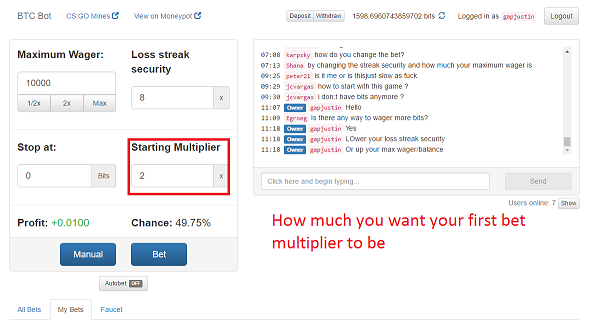 BTC Bot CS:GO Mines View on Moneypot Deposit Withdraw 1598.6960743859702 bits Logged in as gapjustin Logout
Maximum Wager:
10000
1/2x 2x Max
Loss streak
security
8 x
Stop at:
0 Bits
Starting Multiplier
2 x
Profit: +0.0100 Chance: 49.75%
Manual Bet
Autobet OFF
All Bets My Bets Faucet
07:08 karpsky how do you change the bet?
07:13 Shana by changing the streak security and how much your maximum wager is
09:25 peter21 is it me or is thisjust slow as fuck
09:29 jcvargas how to start with this game ?
09:30 jcvargas i don;t have bits anymore ?
11:07 Owner gapjustin Hello
11:09 Egroeg Is there any way to wager more bits?
11:18 Owner gapjustin Yes
11:18 Owner gapjustin LOwer your loss streak security
11:18 Owner gapjustin Or up your max wager/balance
Click here and begin typing... Send
Users online: 7 Show
How much you want your first bet
multiplier to be